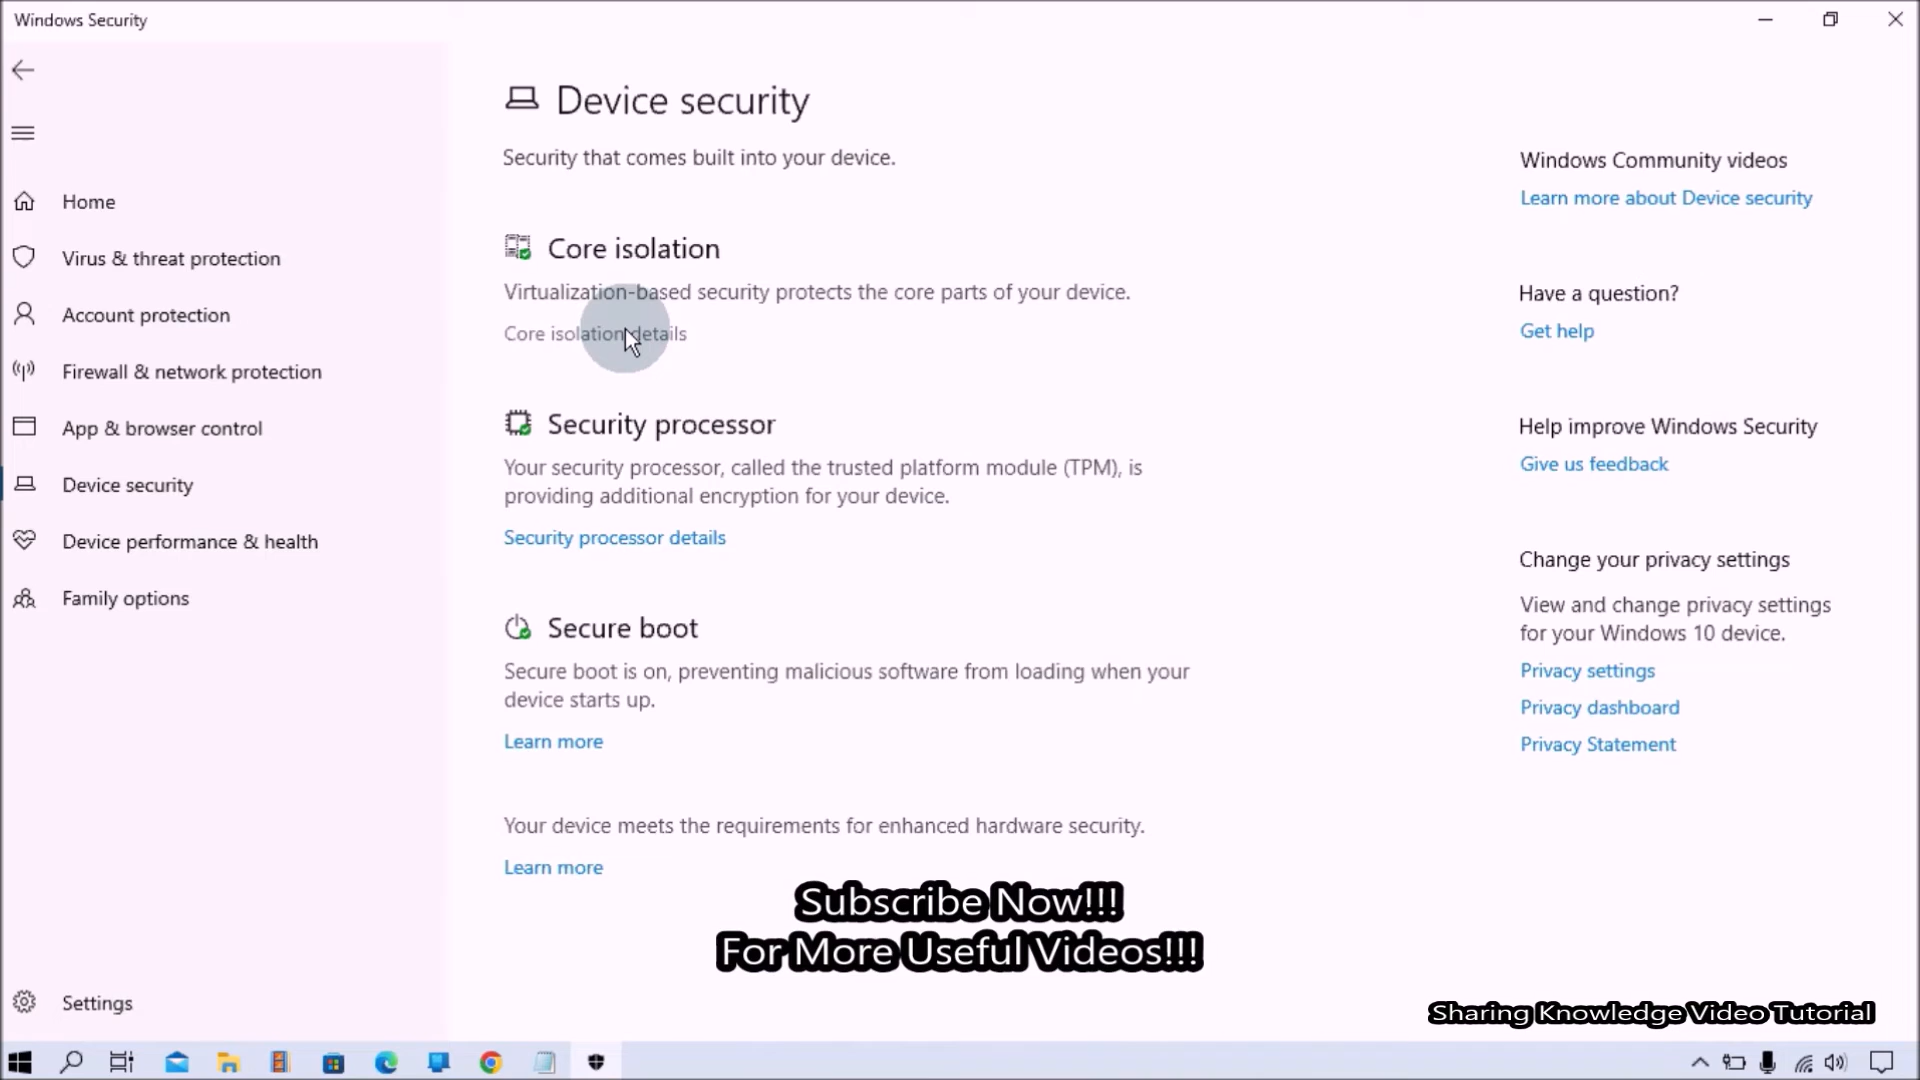 Windows Security
Home
Virus & threat protection
Account protection
Firewall & network protection
App & browser control
Device security
Device performance & health
Family options
Settings
Device security
Security that comes built into your device.
Core isolation
Virtualization-based security protects the core parts of your device.
Core isolation details
Security processor
Your security processor, called the trusted platform module (TPM), is
providing additional encryption for your device.
Security processor details
Secure boot
Secure boot is on, preventing malicious software from loading when your
device starts up.
Learn more
Your device meets the requirements for enhanced hardware security.
Learn more
Windows Community videos
Learn more about Device security
Have a question?
Get help
Help improve Windows Security
Give us feedback
Change your privacy settings
View and change privacy settings
for your Windows 10 device.
Privacy settings
Privacy dashboard
Privacy Statement
Subscribe Now!!!
For More Useful Videos!!!
Sharing Knowledge Video Tutorial